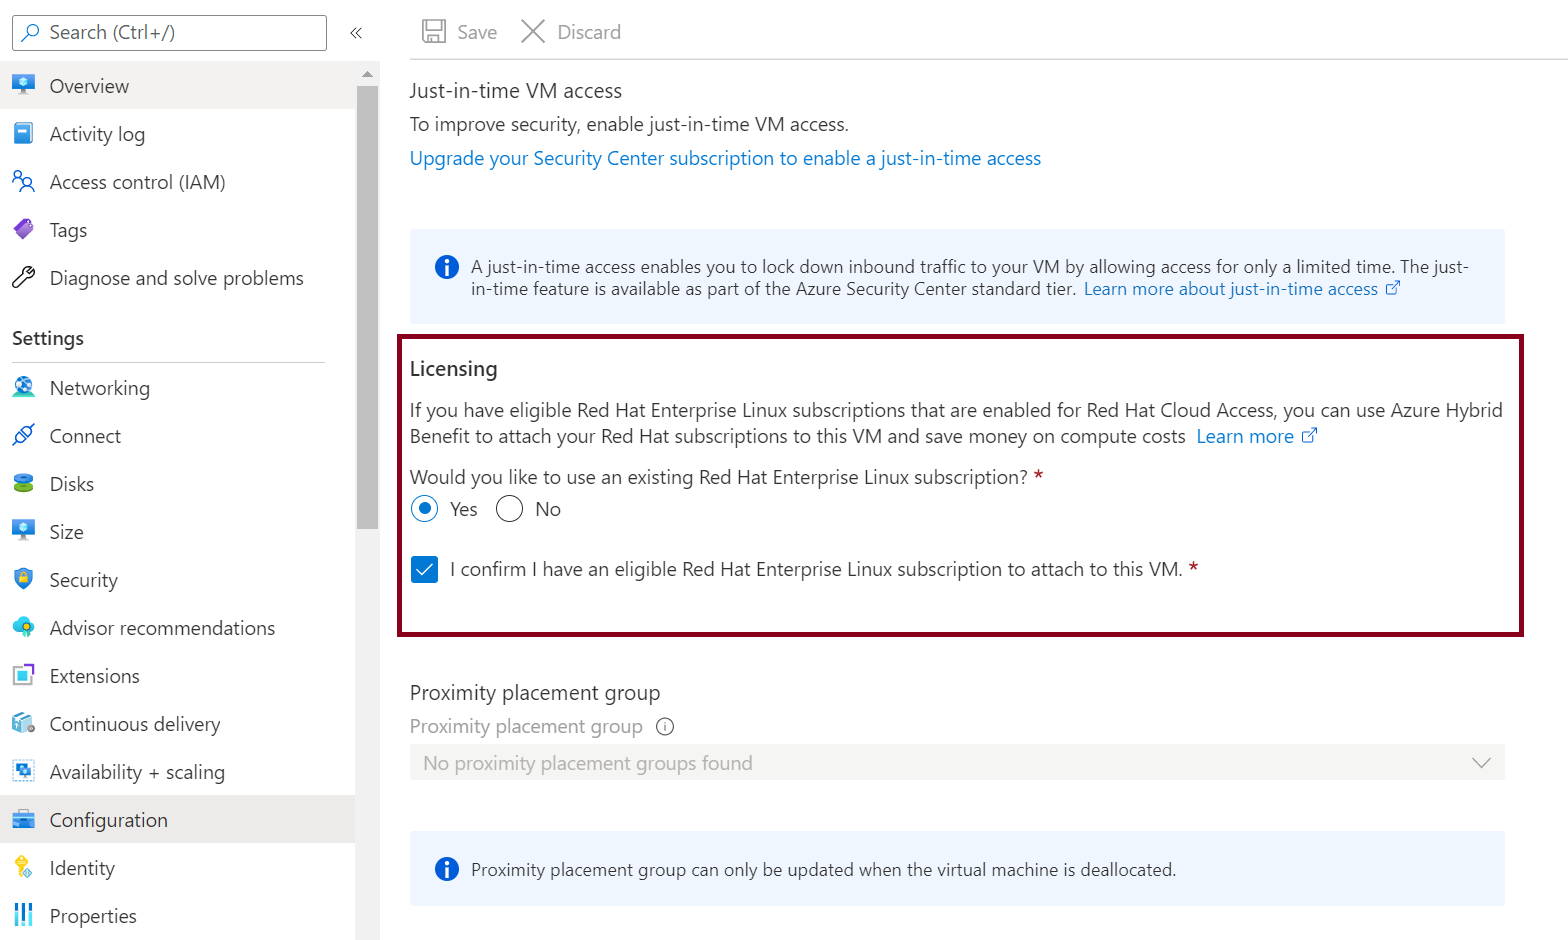 Search (Ctrl+/)
«
Overview
Activity log
Access control (IAM)
Tags
Diagnose and solve problems
Settings
Networking
Connect
Disks
Size
Security
Advisor recommendations
Extensions
Continuous delivery
Availability + scaling
Configuration
Identity
Properties
Save
Discard
Just-in-time VM access
To improve security, enable just-in-time VM access.
Upgrade your Security Center subscription to enable a just-in-time access
A just-in-time access enables you to lock down inbound traffic to your VM by allowing access for only a limited time. The just-
in-time feature is available as part of the Azure Security Center standard tier. Learn more about just-in-time access
Licensing
If you have eligible Red Hat Enterprise Linux subscriptions that are enabled for Red Hat Cloud Access, you can use Azure Hybrid
Benefit to attach your Red Hat subscriptions to this VM and save money on compute costs Learn more
Would you like to use an existing Red Hat Enterprise Linux subscription? *
Yes
No
I confirm I have an eligible Red Hat Enterprise Linux subscription to attach to this VM. *
Proximity placement group
Proximity placement group
No proximity placement groups found
Proximity placement group can only be updated when the virtual machine is deallocated.